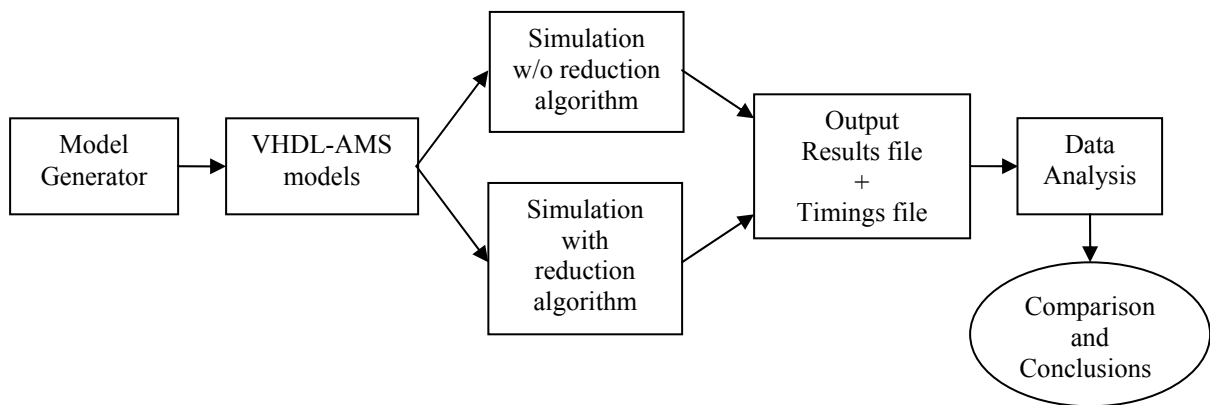 Model
Generator
VHDL-AMS
models
Simulation
w/o reduction
algorithm
Simulation
with
reduction
algorithm
Output
Results file
+
Timings file
Data
Analysis
Comparison
and
Conclusions